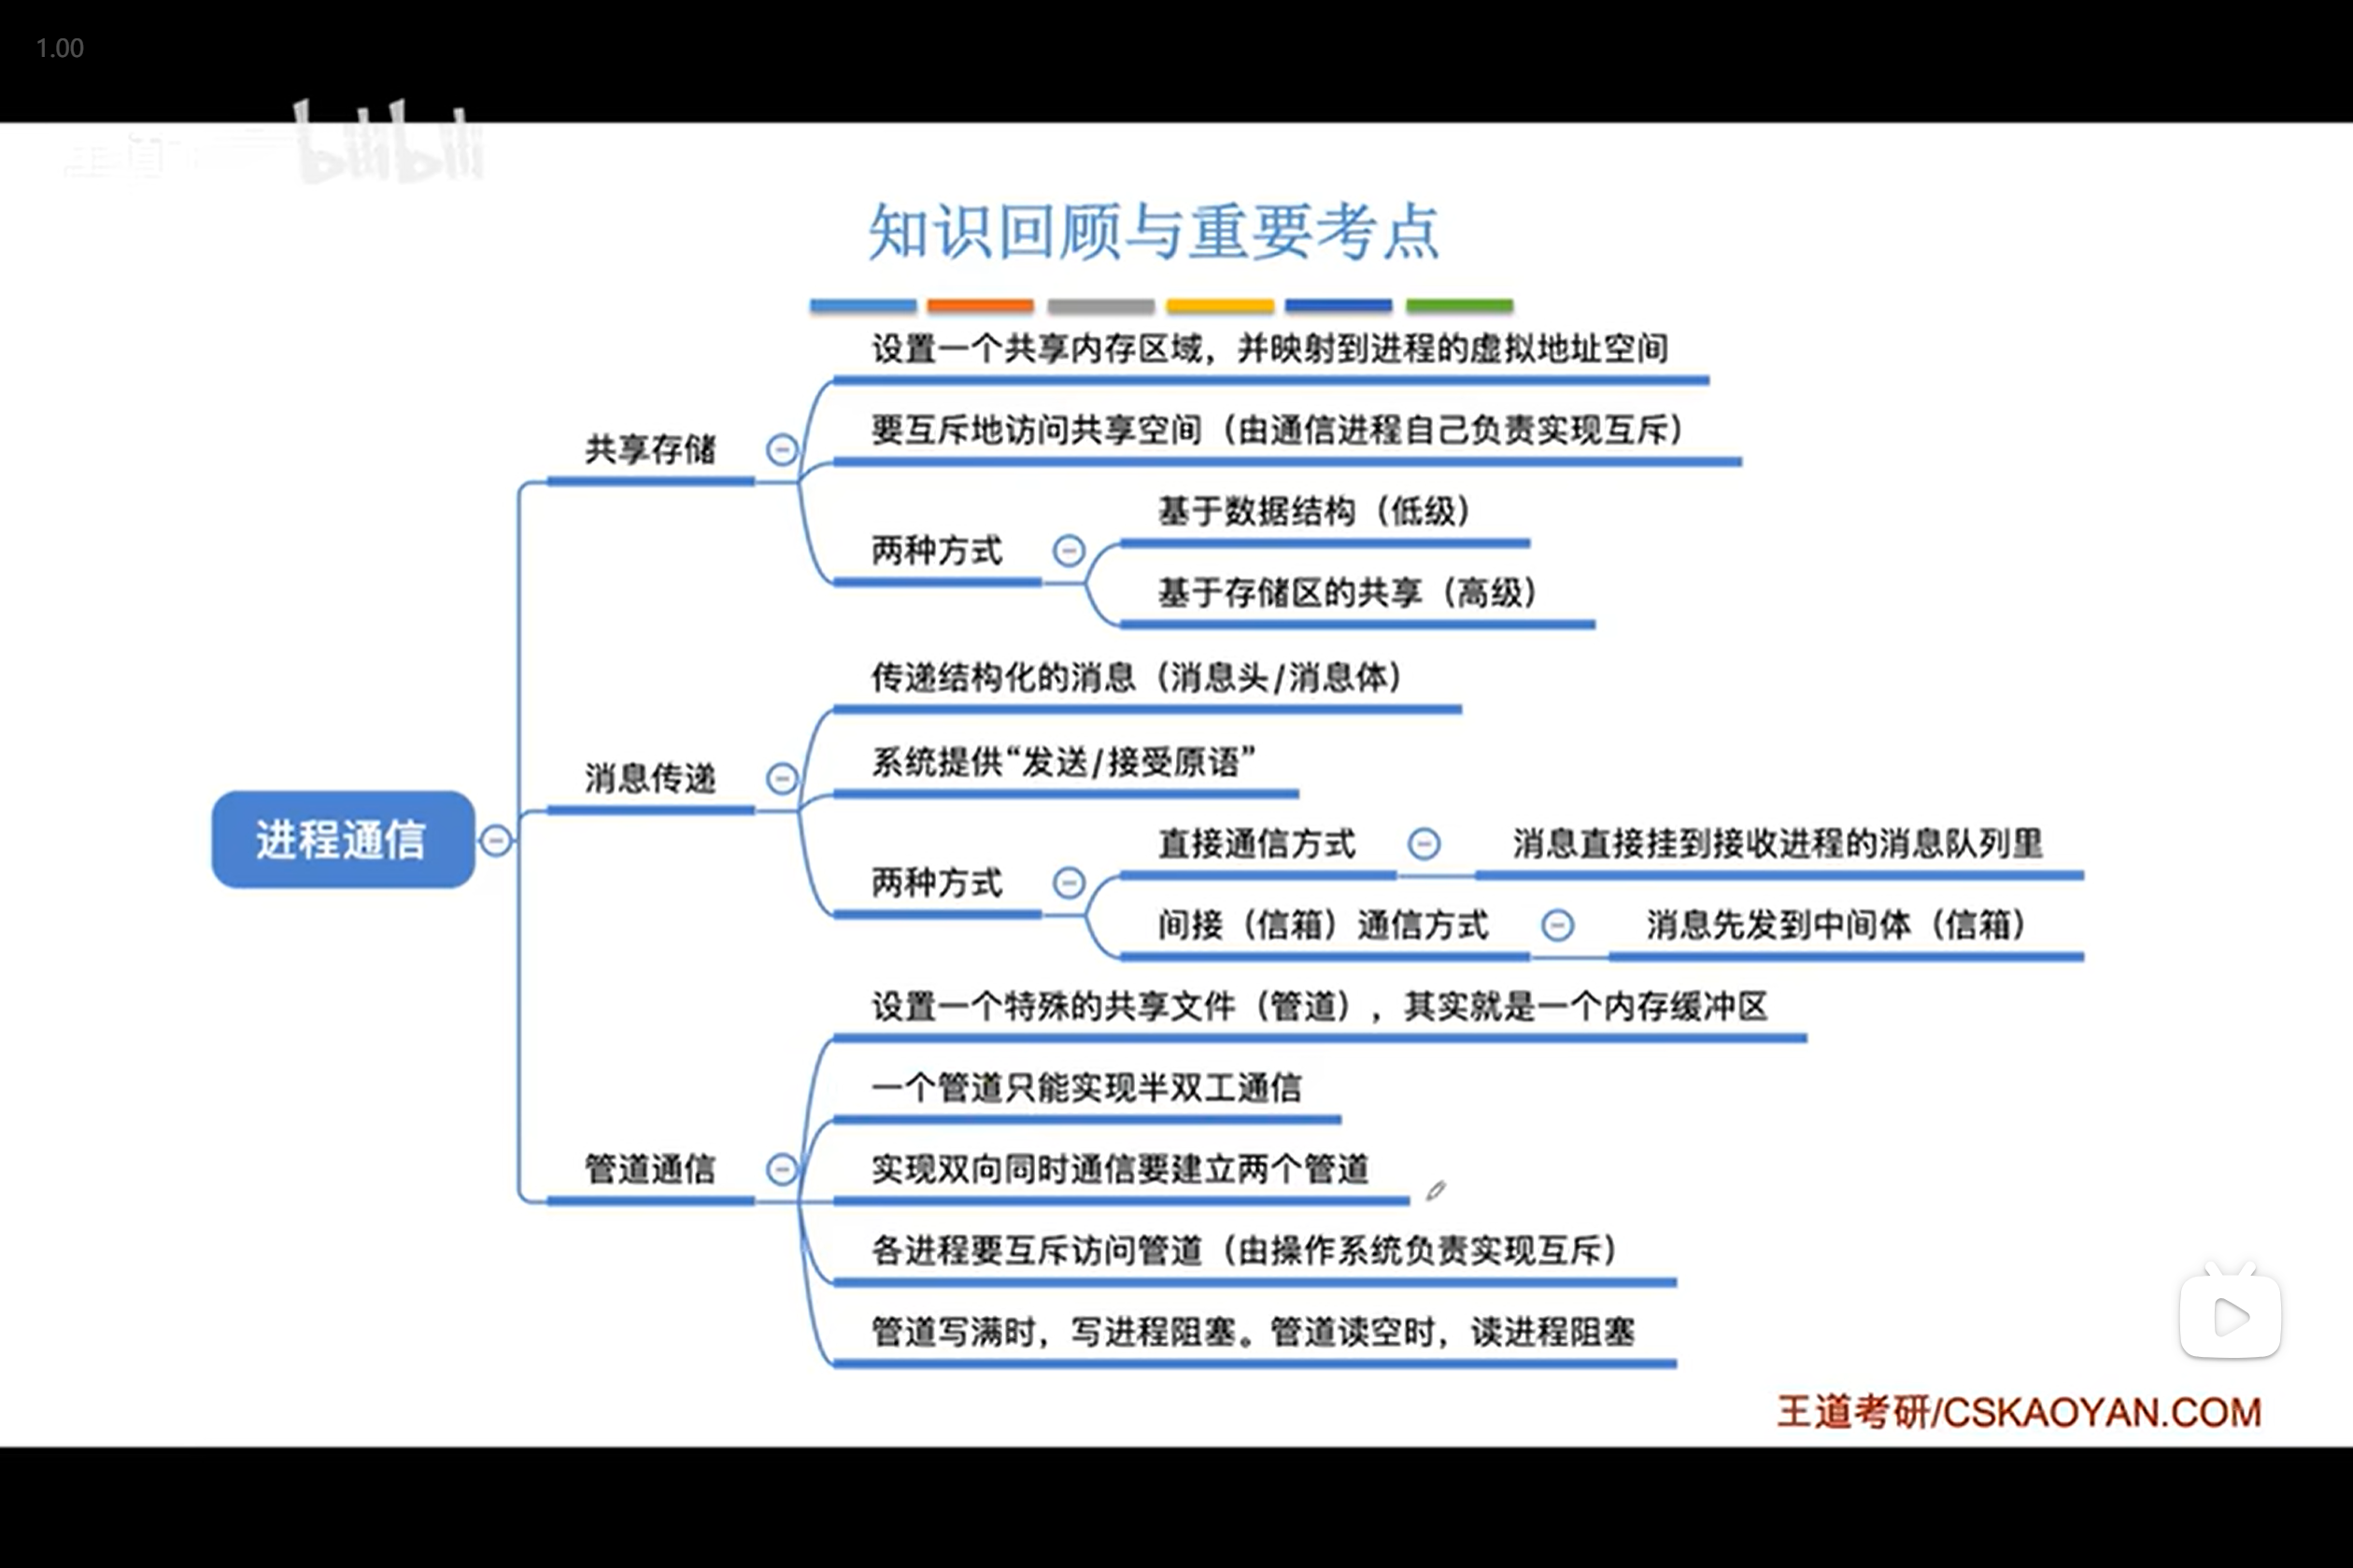 1.00
bilibili
知识回顾与重要考点
设置一个共享内存区域，并映射到进程的虚拟地址空间
要互斥地访问共享空间（由通信进程自己负责实现互斥）
共享存储
基于数据结构（低级）
两种方式
基于存储区的共享（高级）
传递结构化的消息（消息头/消息体）
系统提供“发送/接受原语”
消息传递
进程通信
直接通信方式
消息直接挂到接收进程的消息队列里
两种方式
间接（信箱）通信方式
消息先发到中间体（信箱）
设置一个特殊的共享文件（管道），其实就是一个内存缓冲区
一个管道只能实现半双工通信
管道通信
实现双向同时通信要建立两个管道
各进程要互斥访问管道（由操作系统负责实现互斥）
管道写满时，写进程阻塞。管道读空时，读进程阻塞
王道考研/CSKAOYAN.COM